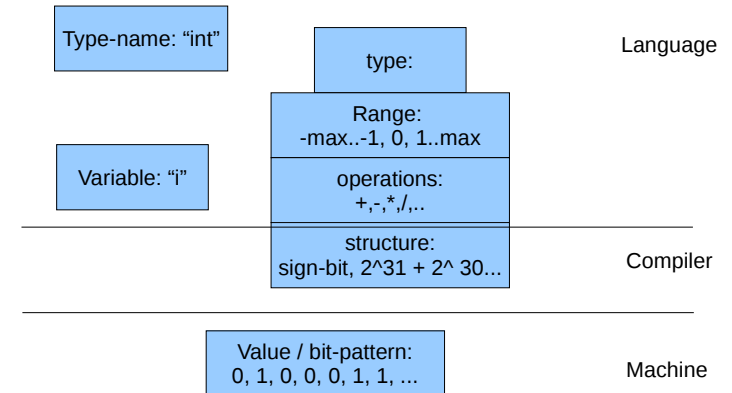 Type-name: “int”
type:
Language
Range:
-max..-1, 0, 1..max
Variable: “i”
operations:
+,-,*,/,..
structure:
sign-bit, 2^31 + 2^ 30...
Compiler
Value / bit-pattern:
0, 1, 0, 0, 0, 1, 1, ...
Machine